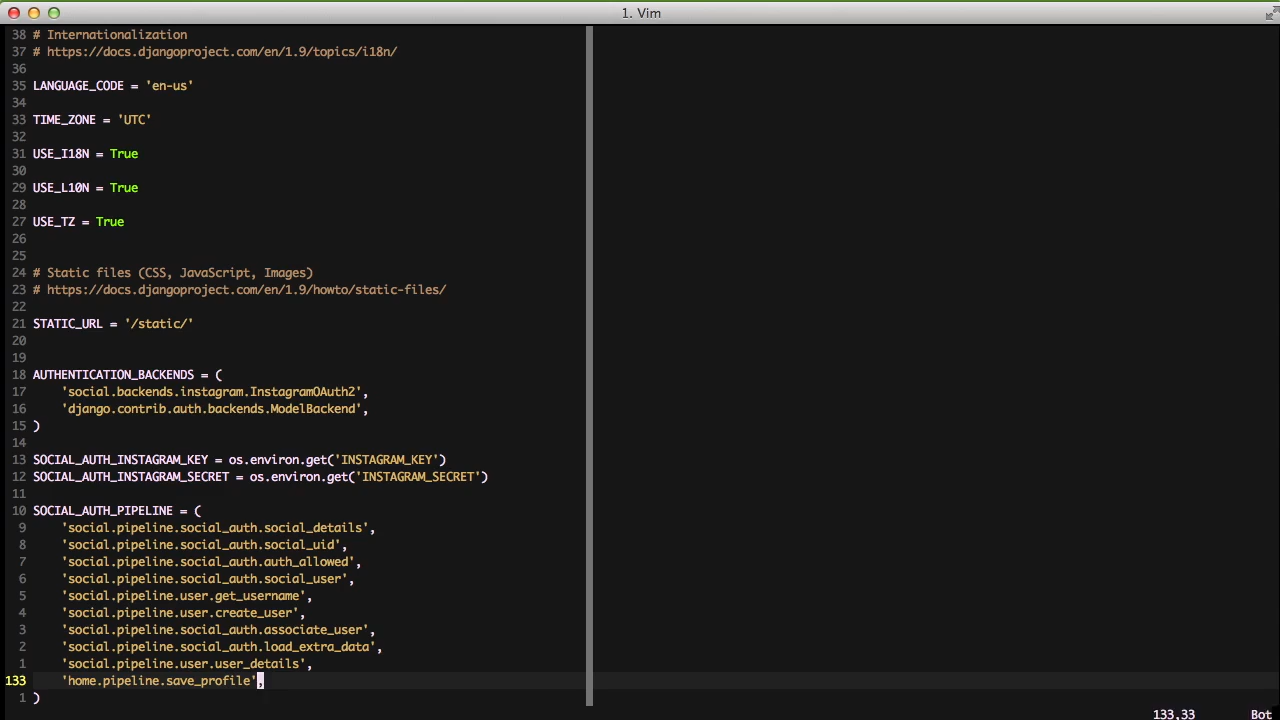 1. Vim
38 # Internationalization
37 # https://docs.djangoproject.com/en/1.9/topics/i18n/
36
35 LANGUAGE_CODE = 'en-us'
34
33 TIME_ZONE = 'UTC'
32
31 USE_I18N = True
30
29 USE_L10N = True
28
27 USE_TZ = True
26
25
24 # Static files (CSS, JavaScript, Images)
23 # https://docs.djangoproject.com/en/1.9/howto/static-files/
22
21 STATIC_URL = '/static/'
20
19
18 AUTHENTICATION_BACKENDS = (
17     'social.backends.instagram.InstagramOAuth2',
16     'django.contrib.auth.backends.ModelBackend',
15 )
14
13 SOCIAL_AUTH_INSTAGRAM_KEY = os.environ.get('INSTAGRAM_KEY')
12 SOCIAL_AUTH_INSTAGRAM_SECRET = os.environ.get('INSTAGRAM_SECRET')
11
10 SOCIAL_AUTH_PIPELINE = (
9     'social.pipeline.social_auth.social_details',
8     'social.pipeline.social_auth.social_uid',
7     'social.pipeline.social_auth.auth_allowed',
6     'social.pipeline.social_auth.social_user',
5     'social.pipeline.user.get_username',
4     'social.pipeline.user.create_user',
3     'social.pipeline.social_auth.associate_user',
2     'social.pipeline.social_auth.load_extra_data',
1     'social.pipeline.user.user_details',
133     'home.pipeline.save_profile',
1 )
133,33 Bot